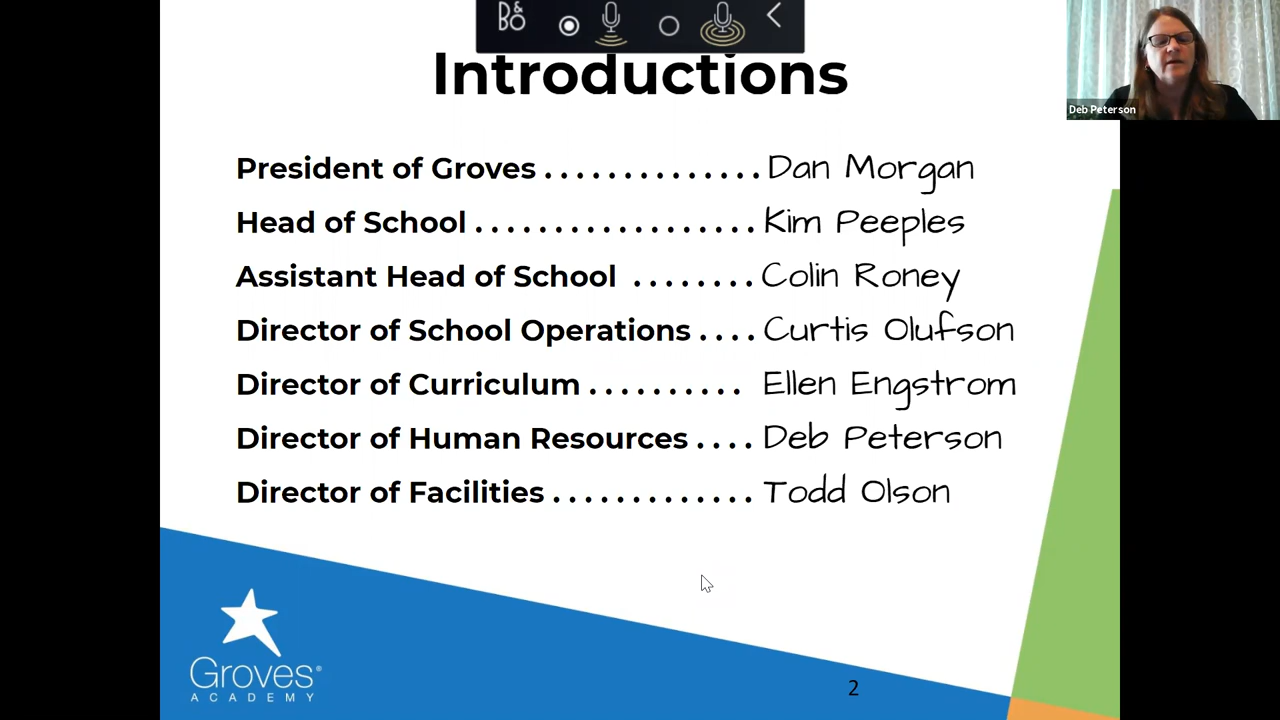 B&O
Introductions
Deb Peterson
President of Groves . . . . . . . . . . . . . . Dan Morgan
Head of School . . . . . . . . . . . . . . . . . . Kim Peeples
Assistant Head of School . . . . . . . . Colin Roney
Director of School Operations . . . . Curtis Olufson
Director of Curriculum . . . . . . . . . . Ellen Engstrom
Director of Human Resources . . . . Deb Peterson
Director of Facilities . . . . . . . . . . . . . Todd Olson
Groves®
ACADEMY
2